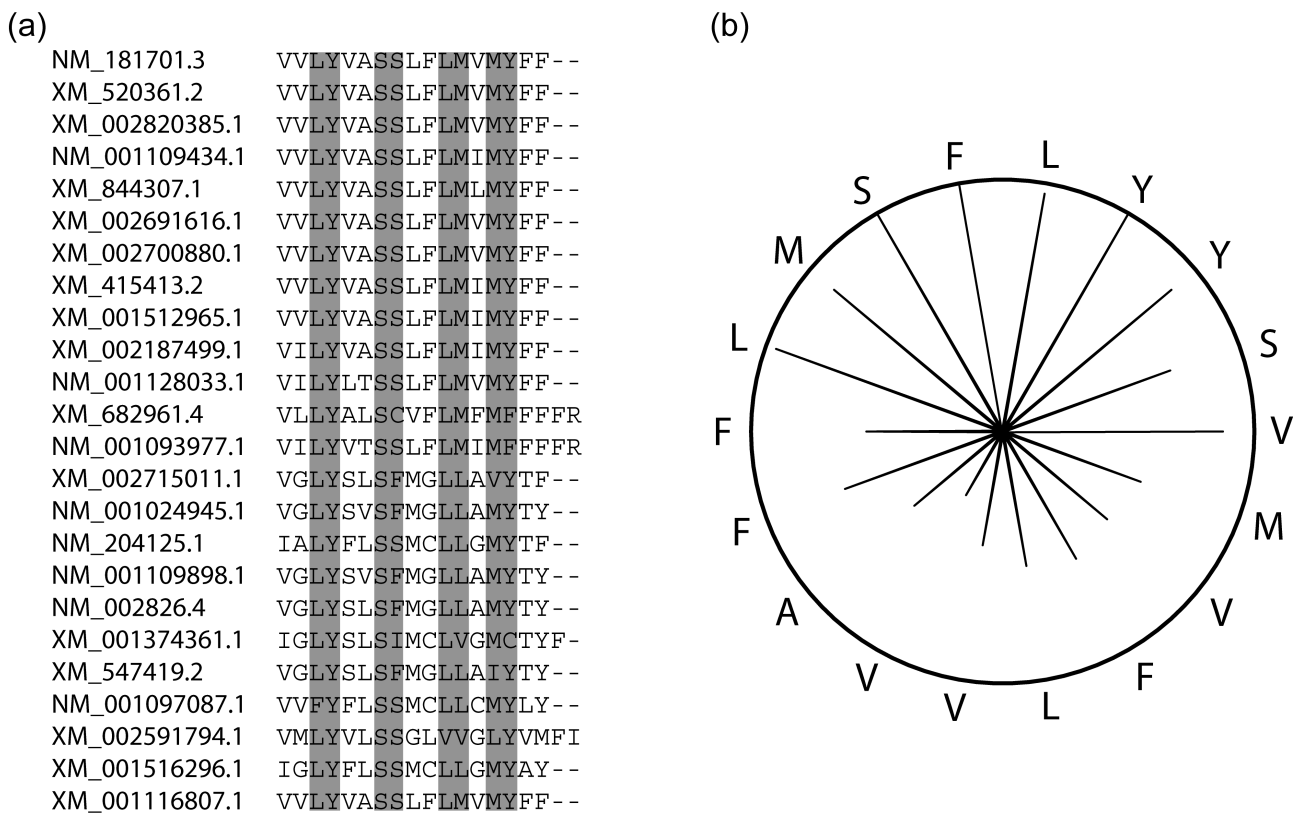 (a)
NM_181701.3 VVLYVASSLFLMVMYFF--
XM_520361.2 VVLYVASSLFLMVMYFF--
XM_002820385.1 VVLYVASSLFLMVMYFF--
NM_001109434.1 VVLYVASSLFLMIMYFF--
XM_844307.1 VVLYVASSLFLMLMYFF--
XM_002691616.1 VVLYVASSLFLMVMYFF--
XM_002700880.1 VVLYVASSLFLMVMYFF--
XM_415413.2 VVLYVASSLFLMIMYFF--
XM_001512965.1 VVLYVASSLFLMIMYFF--
XM_002187499.1 VILYVASSLFLMIMYFF--
NM_001128033.1 VILYLTSSLFLMVMYFF--
XM_682961.4 VLLYALSCVFLMFMFFFFR
NM_001093977.1 VILYVTSSLFLMIMFFFFR
XM_002715011.1 VGLYSLSFMGLLAVYTF--
NM_001024945.1 VGLYSVSFMGLLAMYTY--
NM_204125.1 IALYFLSSMCLLGMYTF--
NM_001109898.1 VGLYSVSFMGLLAMYTY--
NM_002826.4 VGLYSLSFMGLLAMYTY--
XM_001374361.1 IGLYSLSIMCLVGMCTYF-
XM_547419.2 VGLYSLSFMGLLAIYTY--
NM_001097087.1 VVFYFLSSMCLLCMYLY--
XM_002591794.1 VMLYVLSSGLVVGLYVMFI
XM_001516296.1 IGLYFLSSMCLLGMYAY--
XM_001116807.1 VVLYVASSLFLMVMYFF--
(b)
F
L
Y
Y
S
V
M
V
F
L
V
V
A
F
F
L
M
S